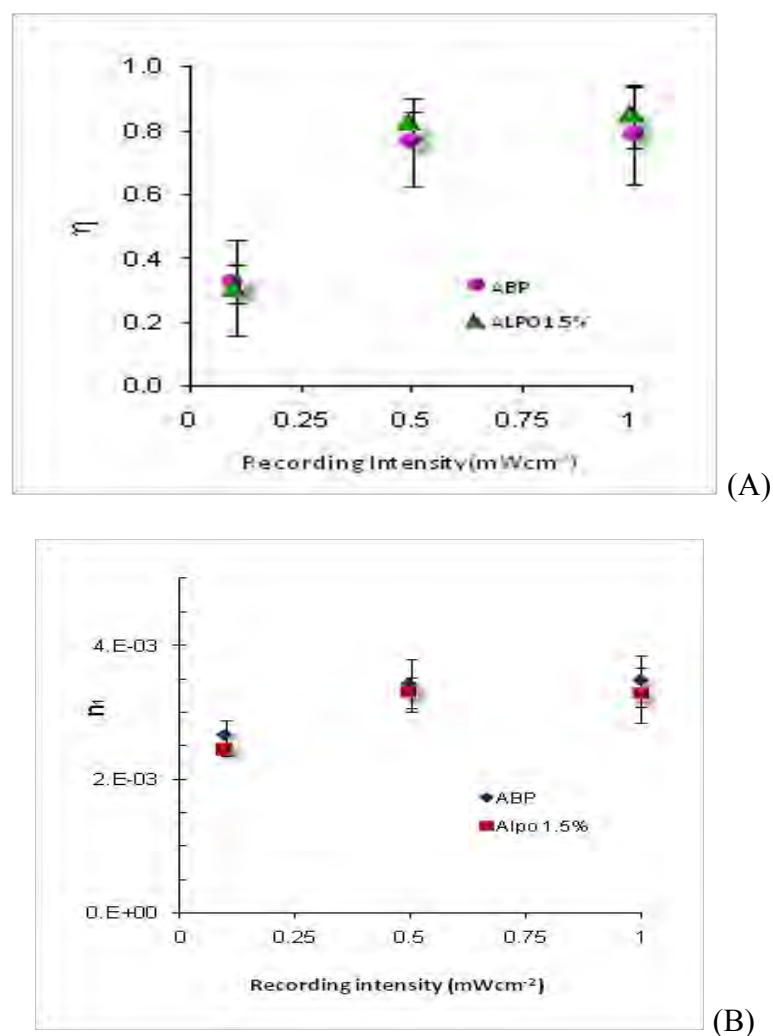 1.0
0.8
0.6
η
0.4
ABP
0.2
ALPO 1.5%
0.0
0 0.25 0.5 0.75 1
Recording Intensity (mWcm⁻²)
(A)
4.E-03
n₁
2.E-03
ABP
Alpo 1.5%
0.E+00
0 0.25 0.5 0.75 1
Recording intensity (mWcm⁻²)
(B)